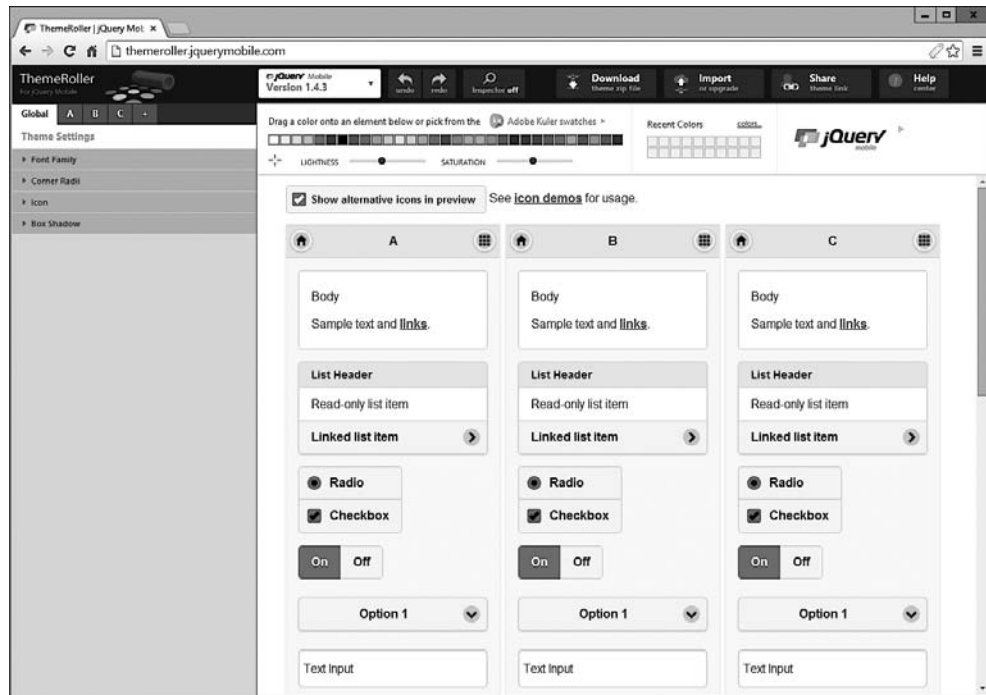 ThemeRoller | jQuery Mob
themeroller.jquerymobile.com
ThemeRoller
For jQuery Mobile
jQuery Mobile
Version 1.4.3
undo
redo
Inspector off
Download
theme zip file
Import
or upgrade
Share
theme link
Help
center
Global A B C +
Theme Settings
Font Family
Corner Radii
Icon
Box Shadow
Drag a color onto an element below or pick from the Adobe Kuler swatches
LIGHTNESS SATURATION
Recent Colors colors...
jQuery
mobile
Show alternative icons in preview See icon demos for usage.
A
Body
Sample text and links.
List Header
Read-only list item
Linked list item
Radio
Checkbox
On Off
Option 1
Text Input
B
Body
Sample text and links.
List Header
Read-only list item
Linked list item
Radio
Checkbox
On Off
Option 1
Text Input
C
Body
Sample text and links.
List Header
Read-only list item
Linked list item
Radio
Checkbox
On Off
Option 1
Text Input